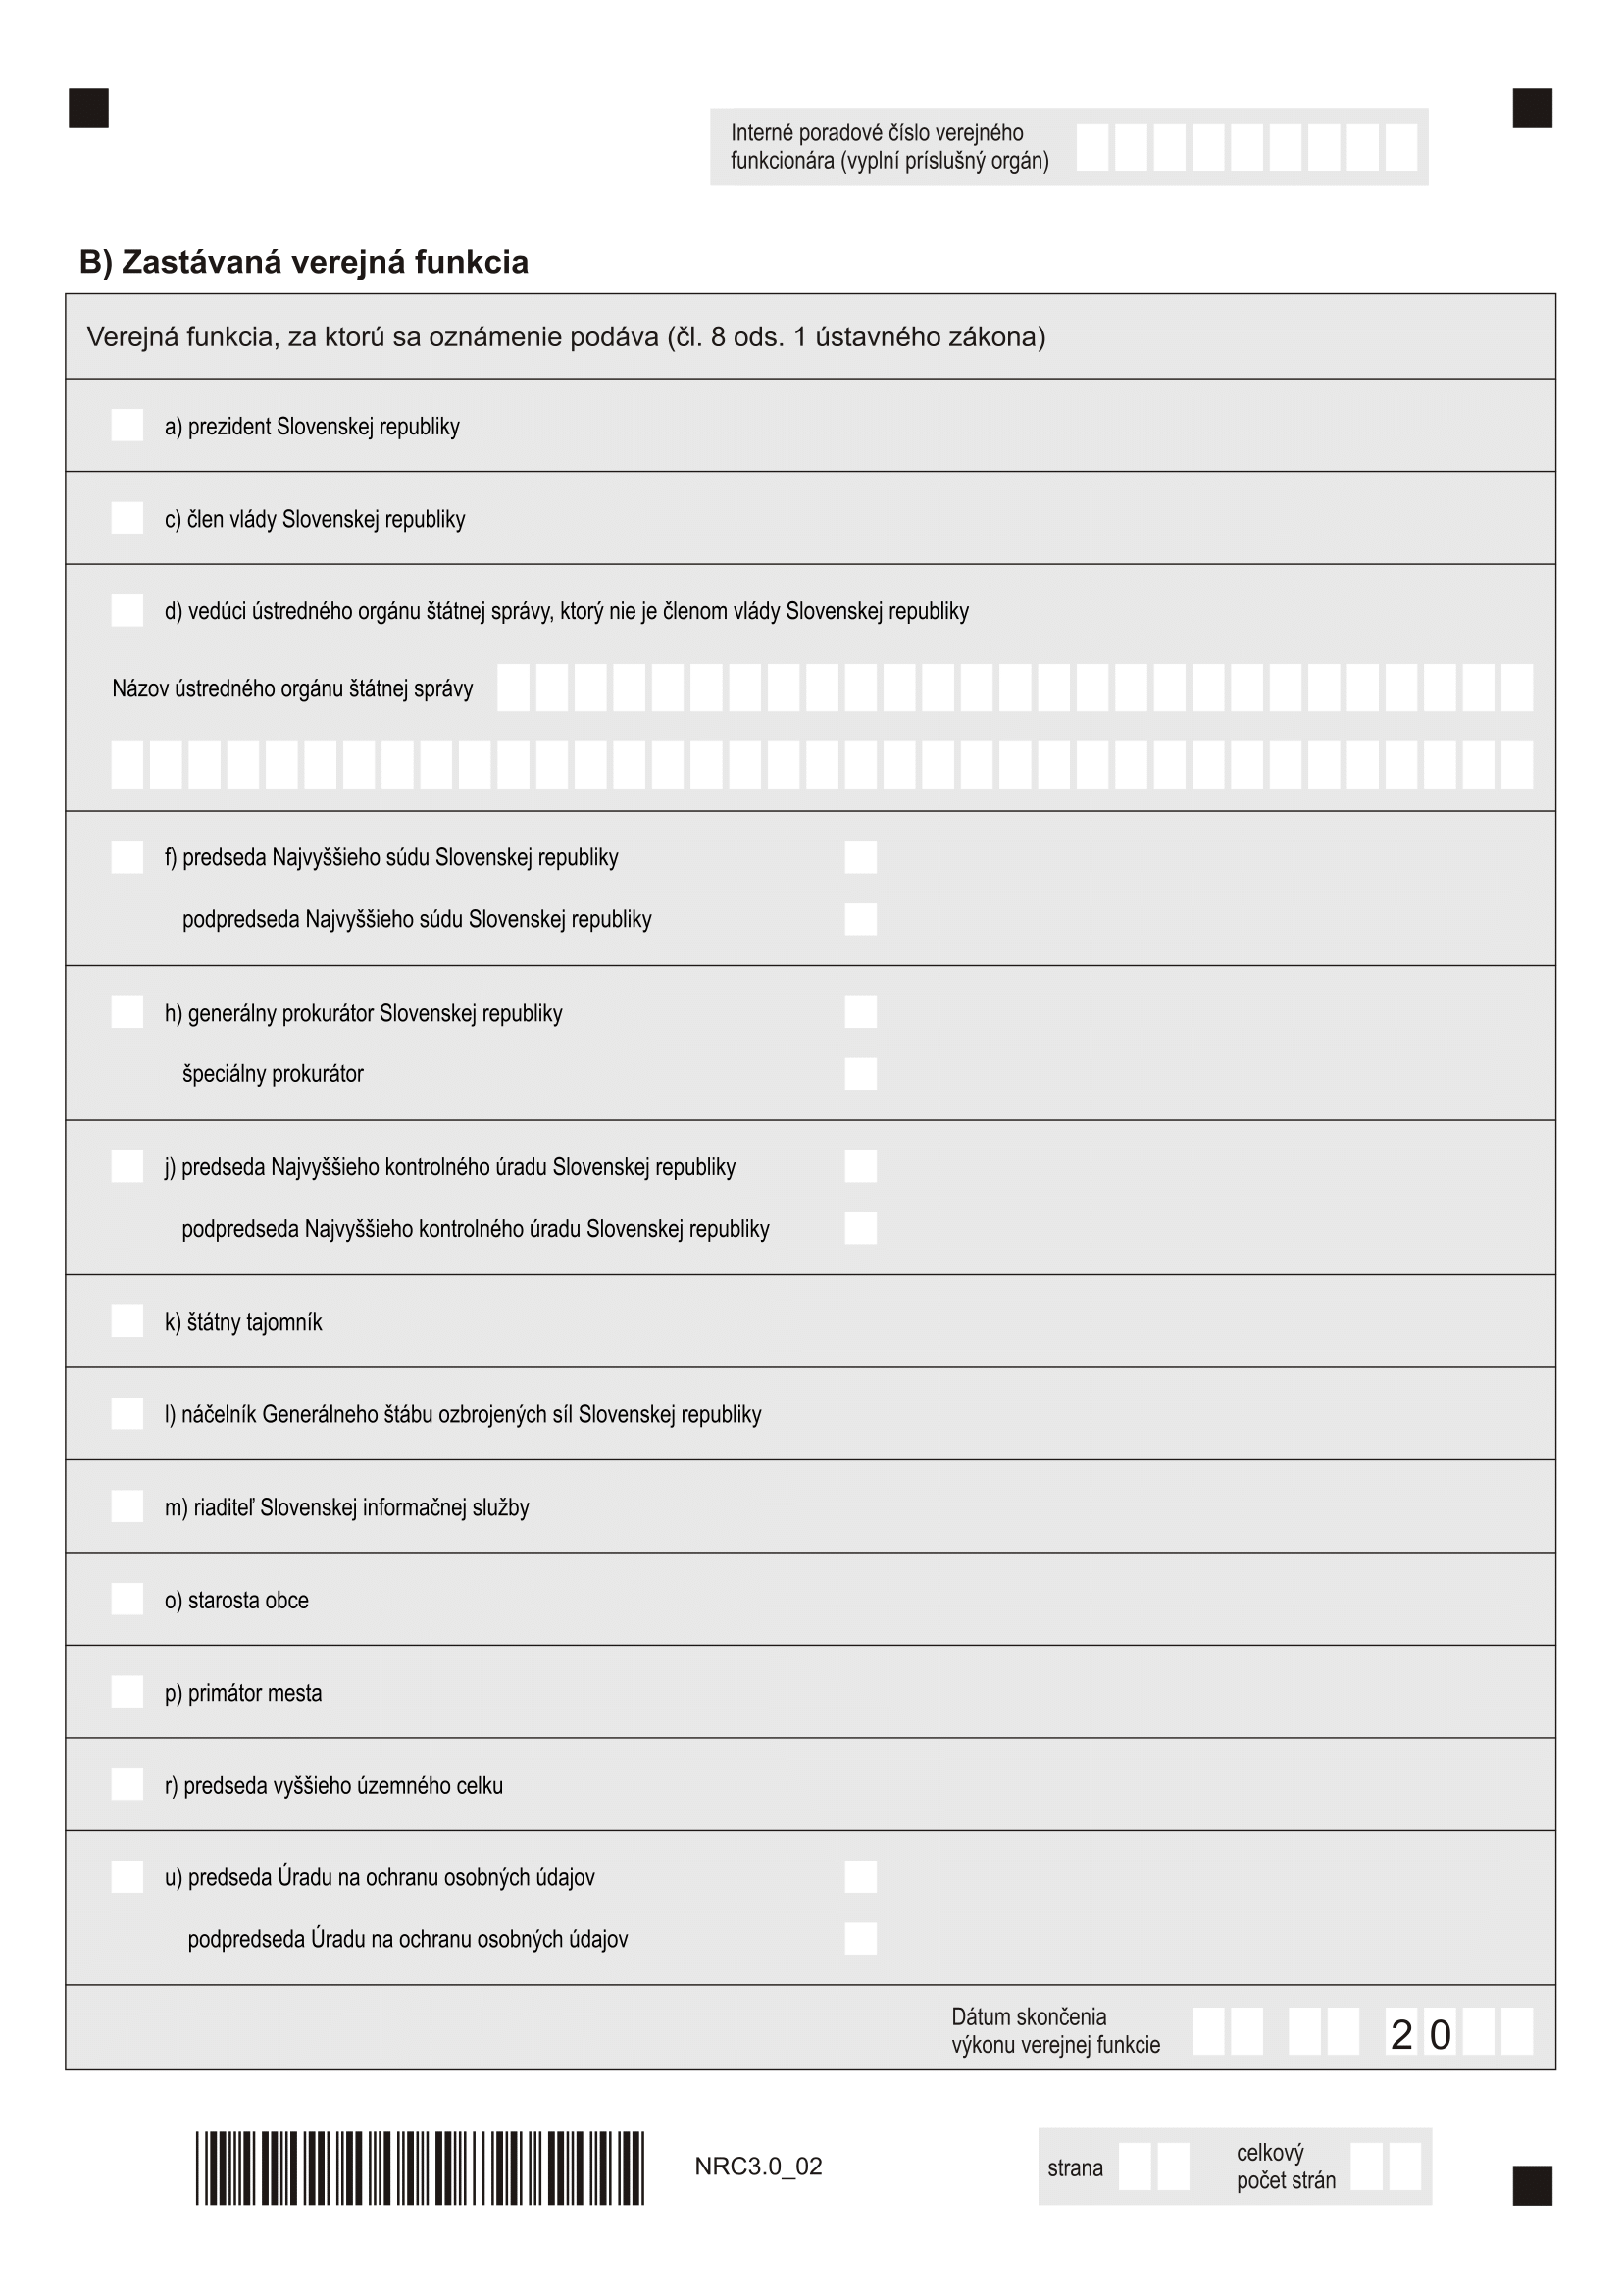 Interné poradové číslo verejného
funkcionára (vyplní príslušný orgán)
B) Zastávaná verejná funkcia
Verejná funkcia, za ktorú sa oznámenie podáva (čl. 8 ods. 1 ústavného zákona)
a) prezident Slovenskej republiky
c) člen vlády Slovenskej republiky
d) vedúci ústredného orgánu štátnej správy, ktorý nie je členom vlády Slovenskej republiky
Názov ústredného orgánu štátnej správy
f) predseda Najvyššieho súdu Slovenskej republiky
podpredseda Najvyššieho súdu Slovenskej republiky
h) generálny prokurátor Slovenskej republiky
špeciálny prokurátor
j) predseda Najvyššieho kontrolného úradu Slovenskej republiky
podpredseda Najvyššieho kontrolného úradu Slovenskej republiky
k) štátny tajomník
l) náčelník Generálneho štábu ozbrojených síl Slovenskej republiky
m) riaditeľ Slovenskej informačnej služby
o) starosta obce
p) primátor mesta
r) predseda vyššieho územného celku
u) predseda Úradu na ochranu osobných údajov
podpredseda Úradu na ochranu osobných údajov
Dátum skončenia
výkonu verejnej funkcie
2 0
NRC3.0_02
strana
celkový
počet strán